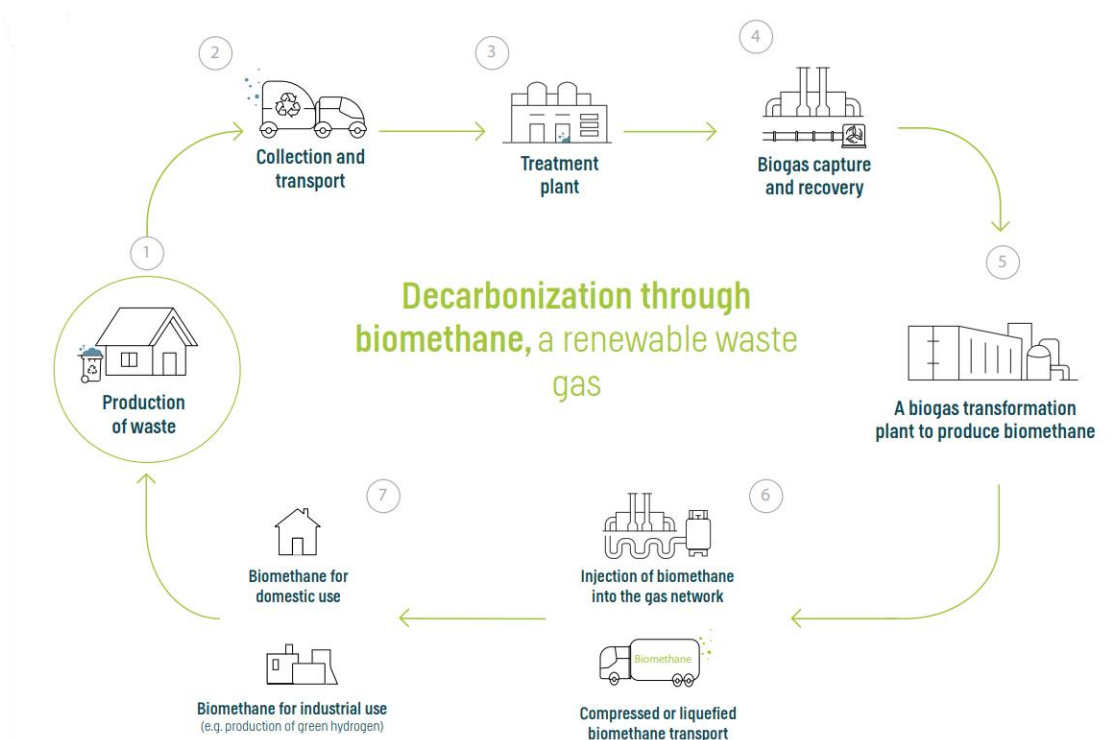 2
3
4
Collection and
transport
Treatment
plant
Biogas capture
and recovery
1
5
Decarbonization through
biomethane, a renewable waste
gas
Production
of waste
A biogas transformation
plant to produce biomethane
7
6
Biomethane for
domestic use
Injection of biomethane
into the gas network
Biomethane
Biomethane for industrial use
(e.g. production of green hydrogen)
Compressed or liquefied
biomethane transport